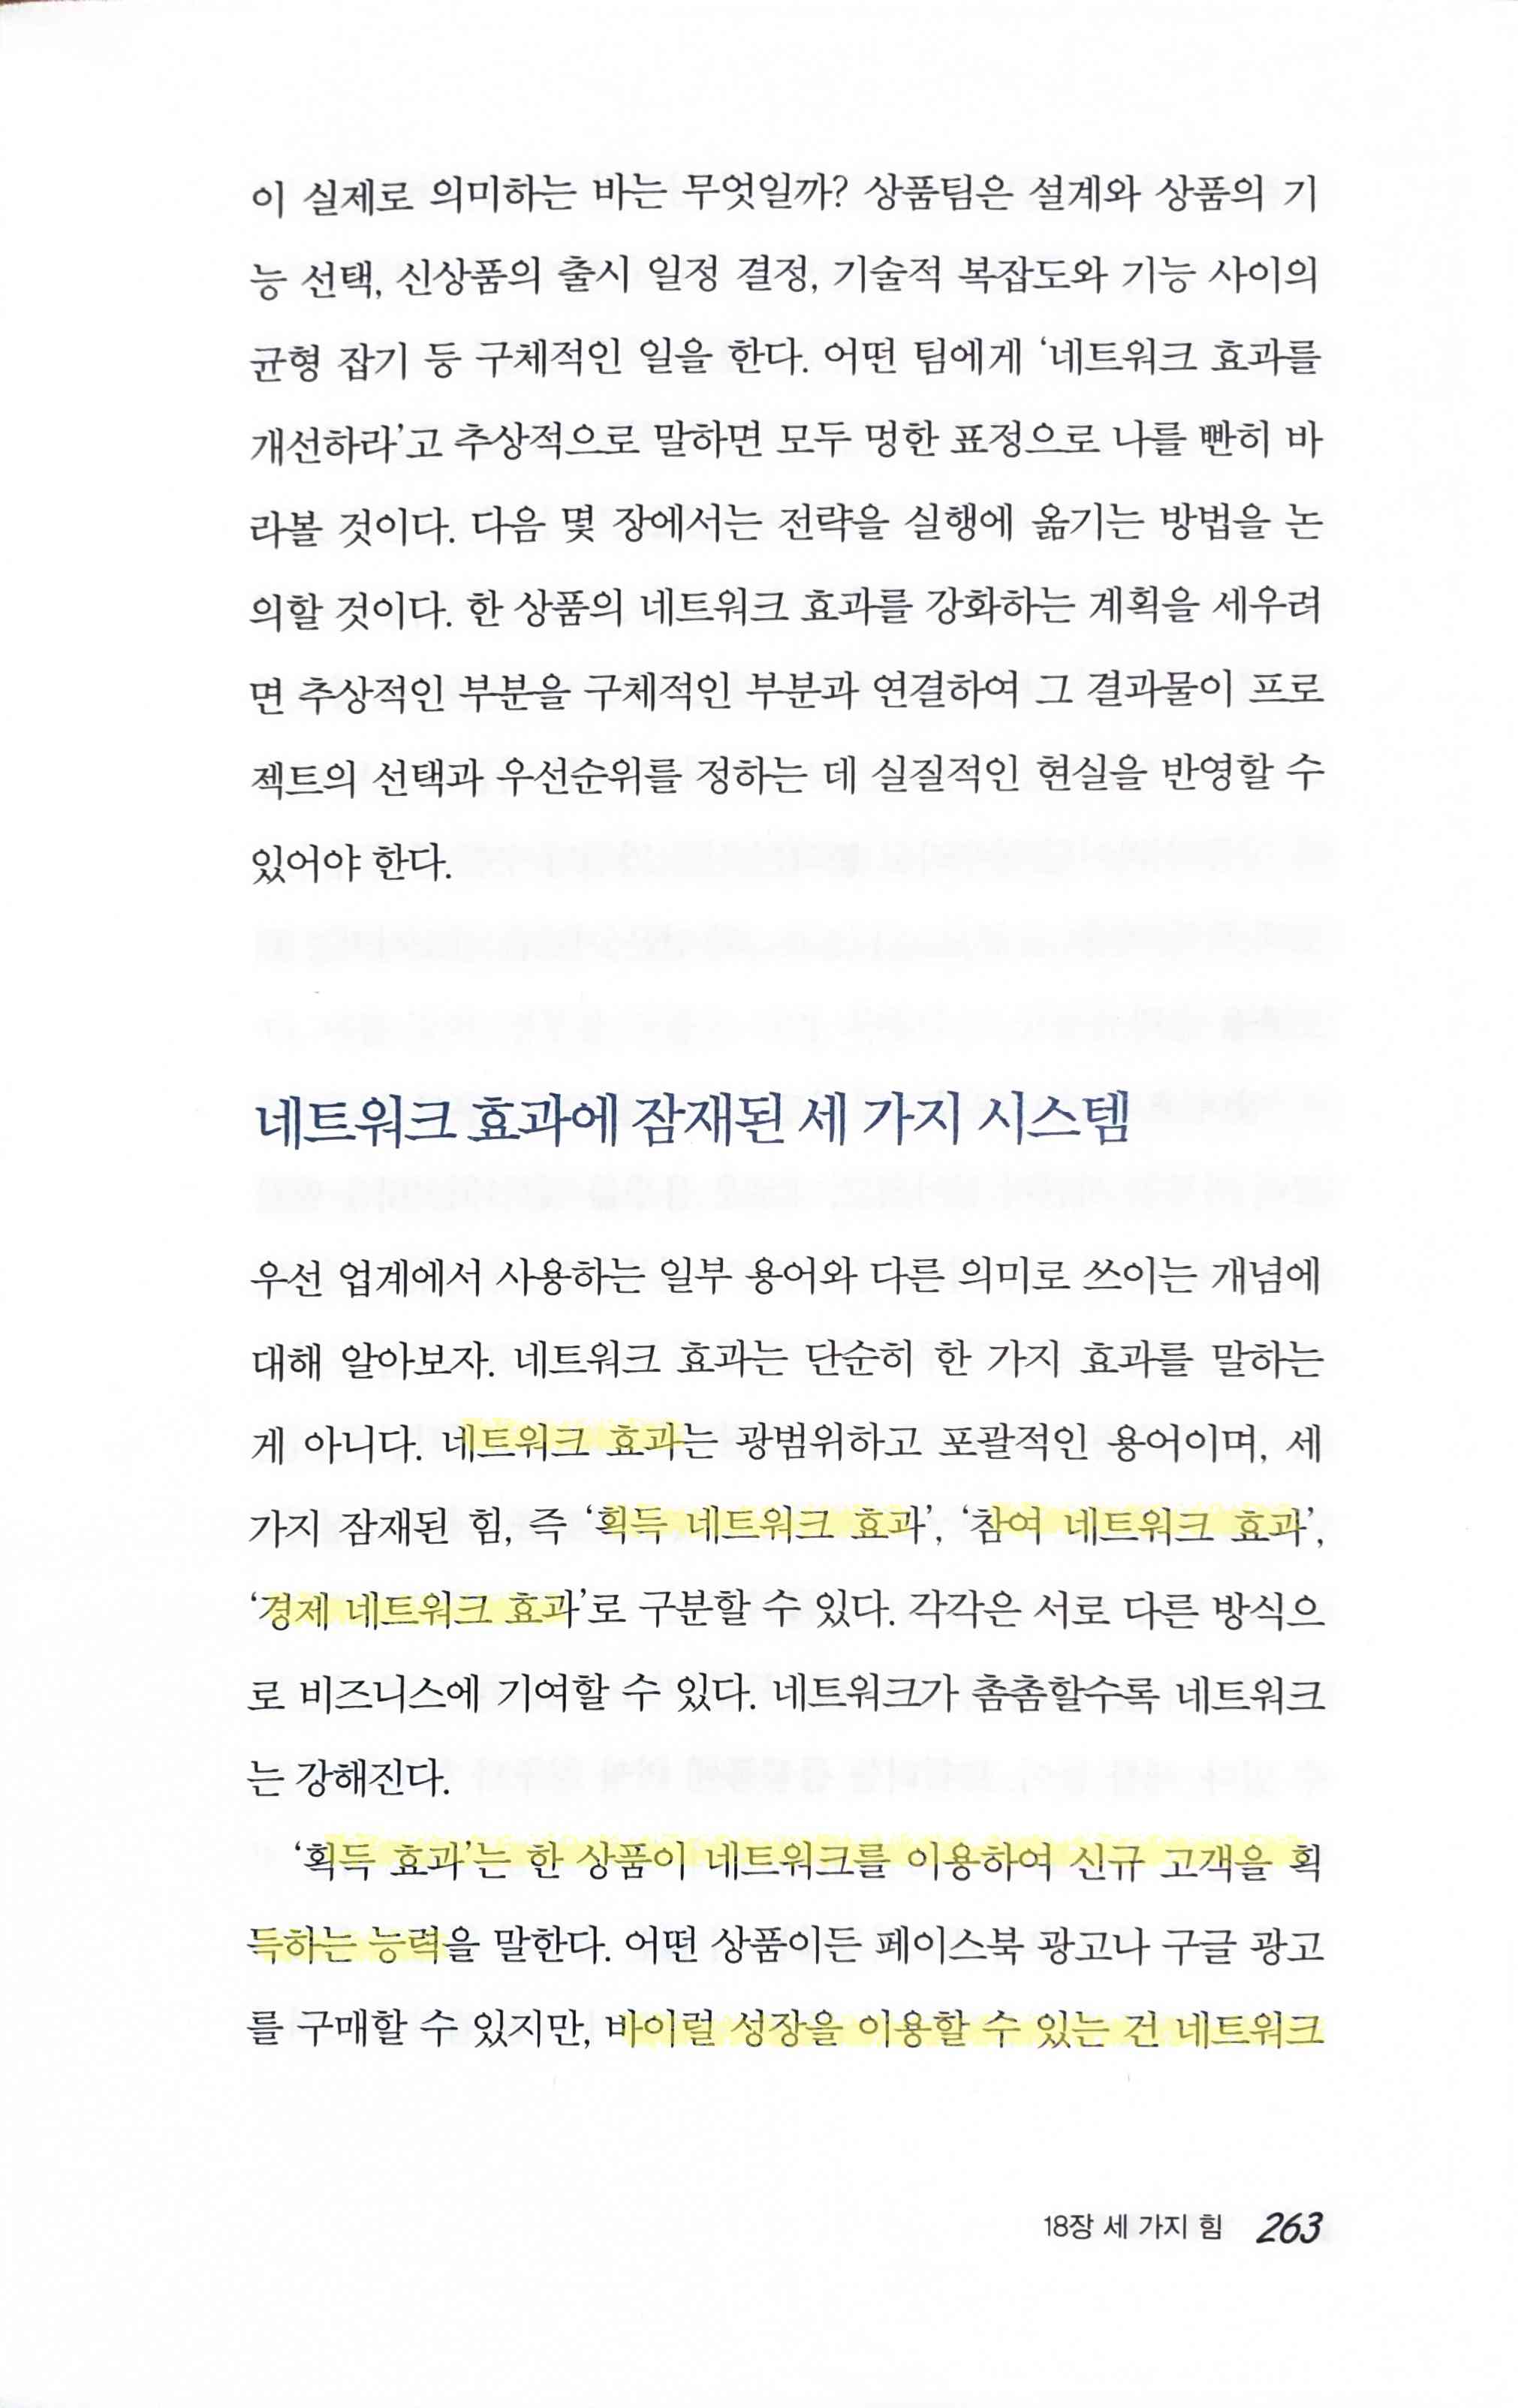 이 실제로 의미하는 바는 무엇일까? 상품팀은 설계와 상품의 기
능 선택, 신상품의 출시 일정 결정, 기술적 복잡도와 기능 사이의
균형 잡기 등 구체적인 일을 한다. 어떤 팀에게 ‘네트워크 효과를
개선하라’고 추상적으로 말하면 모두 멍한 표정으로 나를 빤히 바
라볼 것이다. 다음 몇 장에서는 전략을 실행에 옮기는 방법을 논
의할 것이다. 한 상품의 네트워크 효과를 강화하는 계획을 세우려
면 추상적인 부분을 구체적인 부분과 연결하여 그 결과물이 프로
젝트의 선택과 우선순위를 정하는 데 실질적인 현실을 반영할 수
있어야 한다.
네트워크 효과에 잠재된 세 가지 시스템
우선 업계에서 사용하는 일부 용어와 다른 의미로 쓰이는 개념에
대해 알아보자. 네트워크 효과는 단순히 한 가지 효과를 말하는
게 아니다. 네트워크 효과는 광범위하고 포괄적인 용어이며, 세
가지 잠재된 힘, 즉 ‘획득 네트워크 효과’, ‘참여 네트워크 효과’,
‘경제 네트워크 효과’로 구분할 수 있다. 각각은 서로 다른 방식으
로 비즈니스에 기여할 수 있다. 네트워크가 촘촘할수록 네트워크
는 강해진다.
‘획득 효과’는 한 상품이 네트워크를 이용하여 신규 고객을 획
득하는 능력을 말한다. 어떤 상품이든 페이스북 광고나 구글 광고
를 구매할 수 있지만, 바이럴 성장을 이용할 수 있는 건 네트워크
18장 세 가지 힘 263